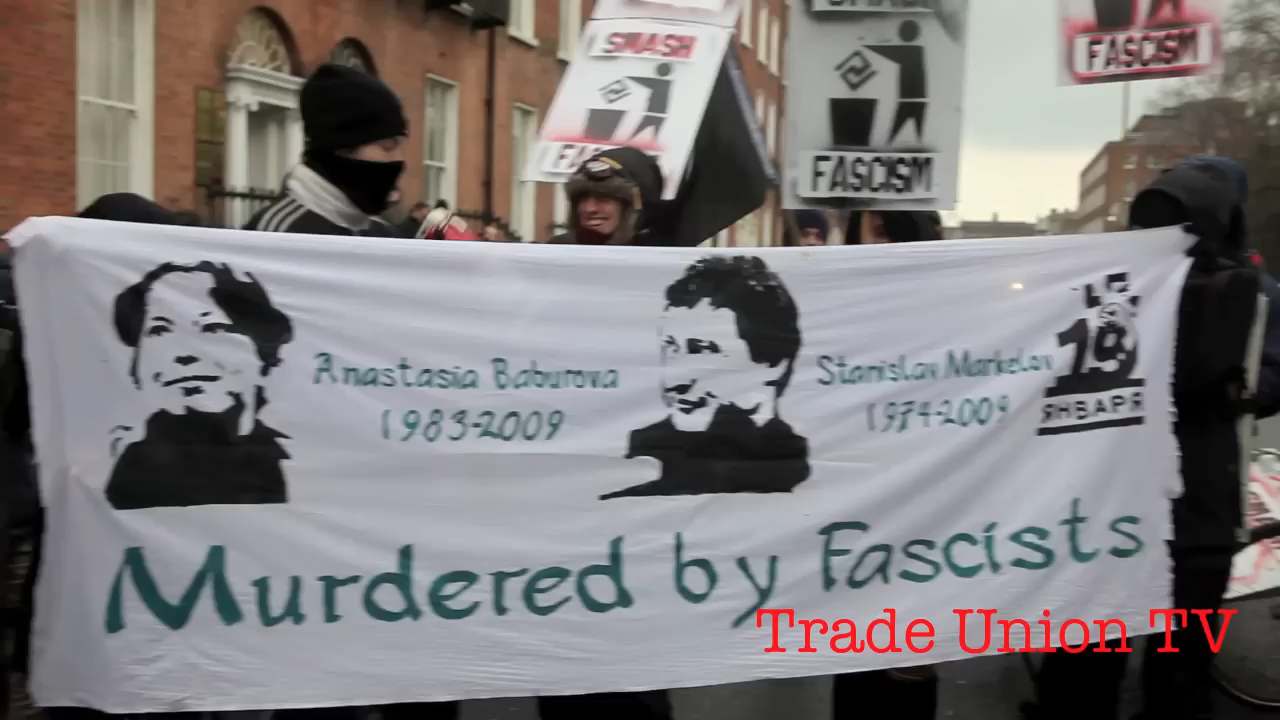 SMASH
SMASH
FASCISM
FASCISM
Anastasia Baburova
1983-2009
Stanislav Markelov
1974-2009
19
ЯНВАРЯ
Murdered by Fascists
Trade Union TV